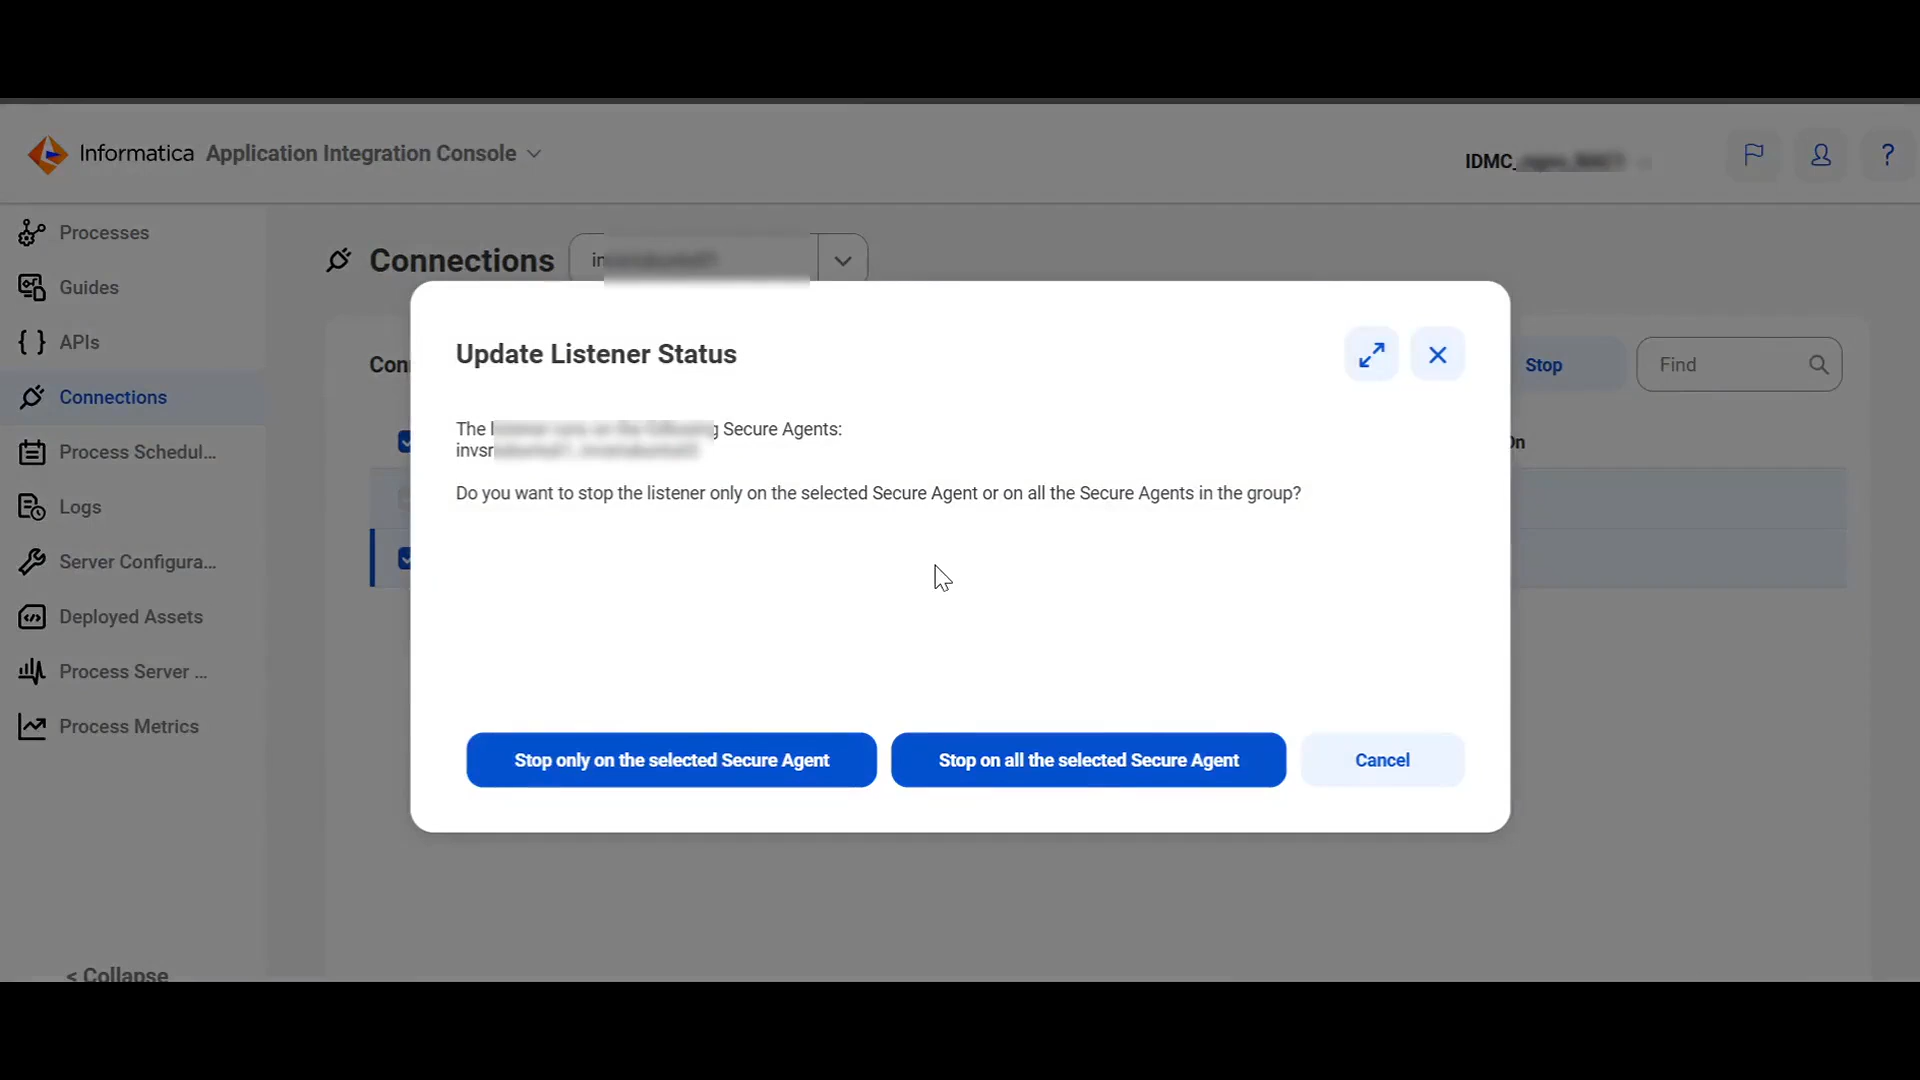 Informatica Application Integration Console
IDMC_
?
Processes
Guides
APIs
Connections
Process Schedul...
Logs
Server Configura...
Deployed Assets
Process Server ...
Process Metrics
< Collapse
Connections
in
Con
Stop
Find
On
Update Listener Status
The l g Secure Agents:
invsr
Do you want to stop the listener only on the selected Secure Agent or on all the Secure Agents in the group?
Stop only on the selected Secure Agent
Stop on all the selected Secure Agent
Cancel